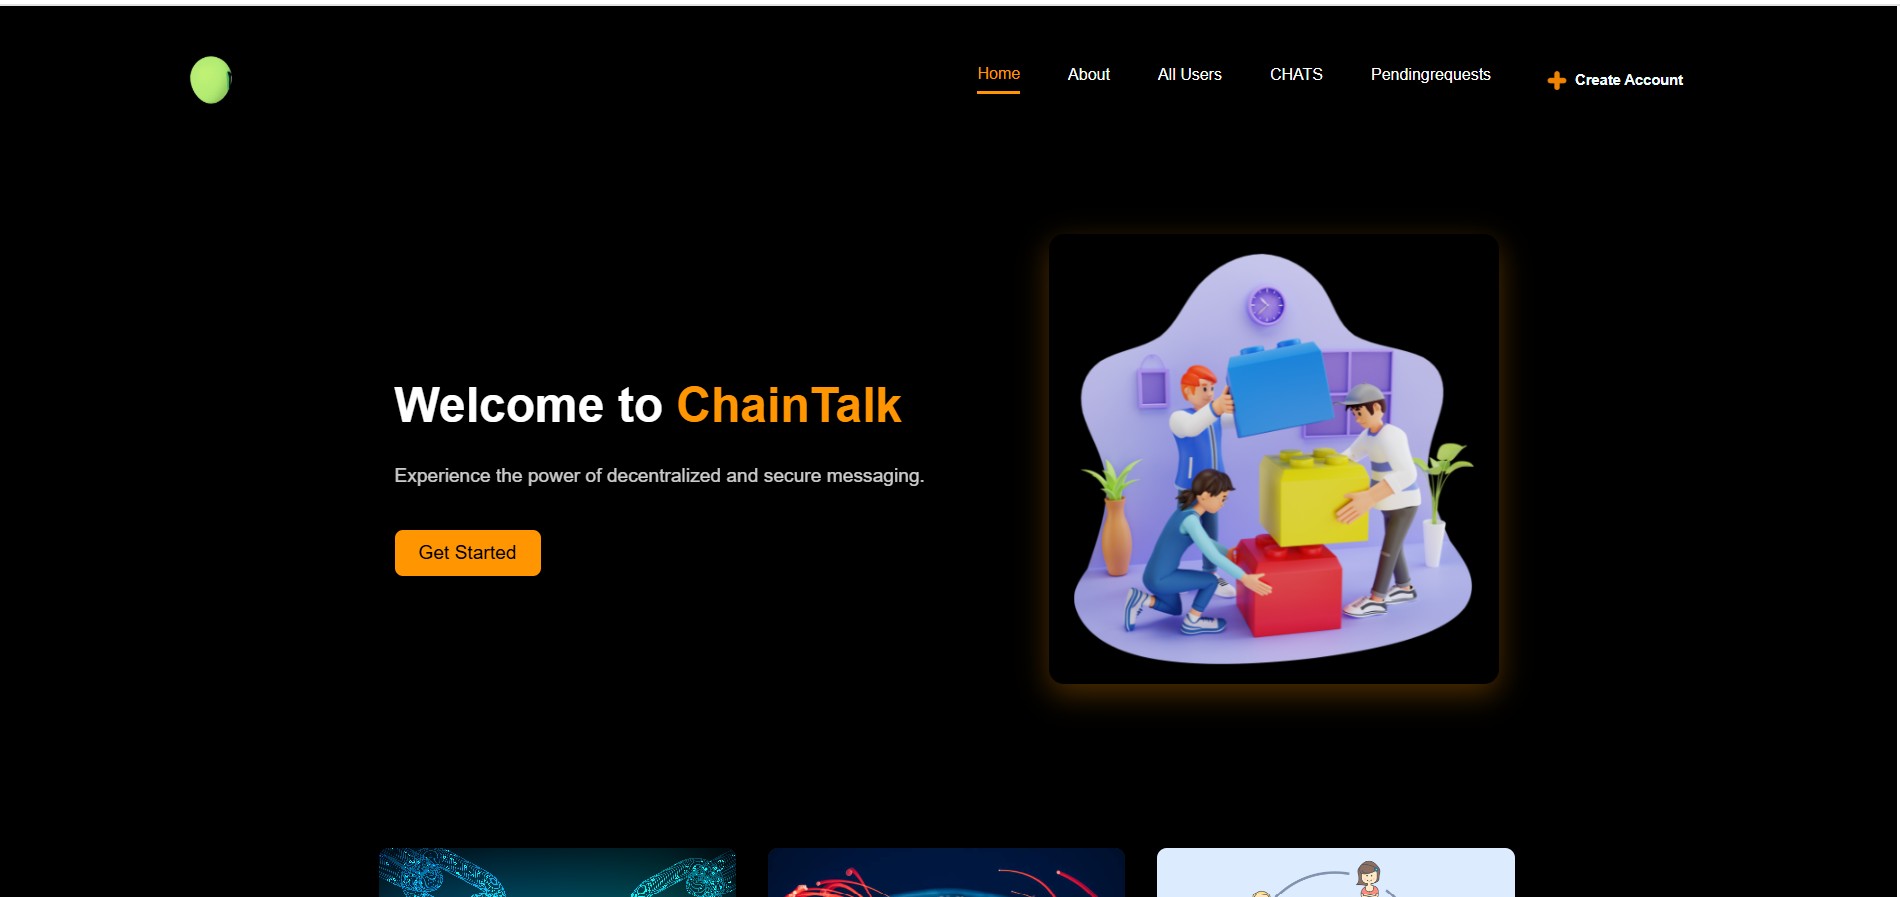 Home About All Users CHATS Pendingrequests Create Account
Welcome to ChainTalk
Experience the power of decentralized and secure messaging.
Get Started